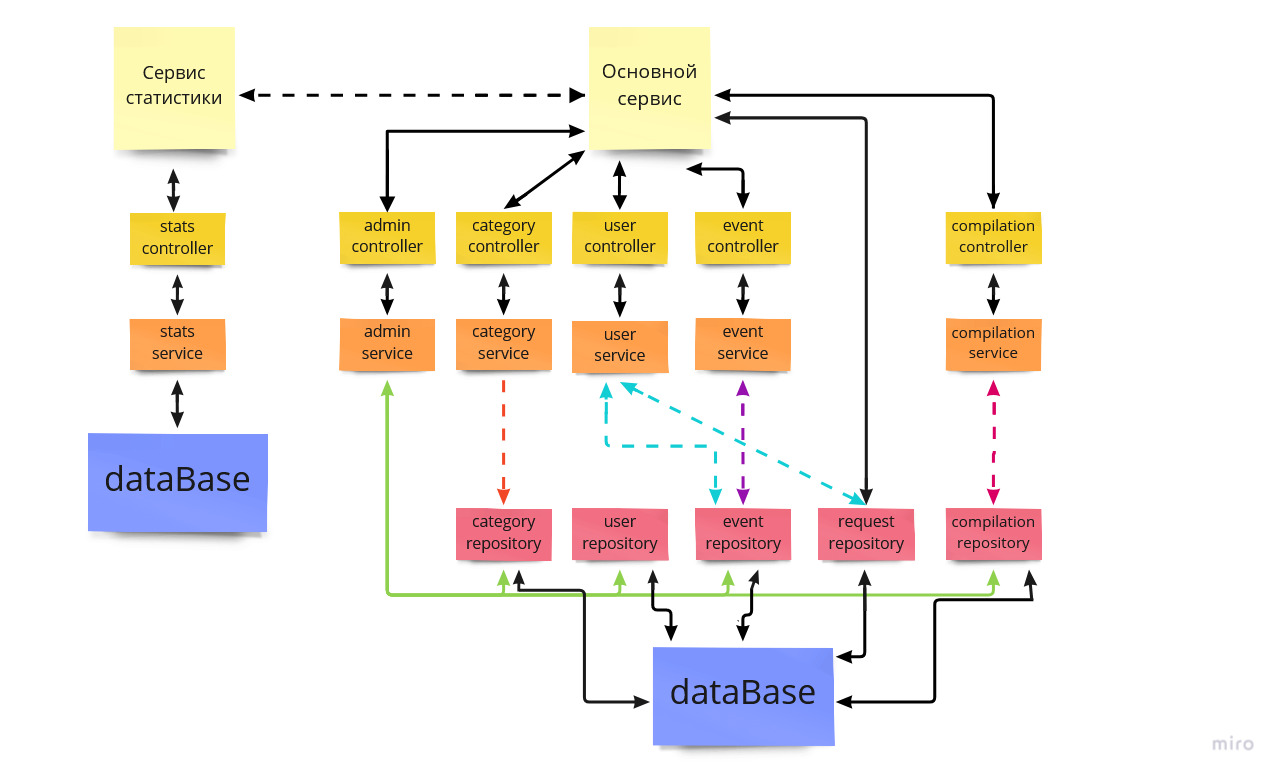 Сервис
статистики
Основной
сервис
stats
controller
admin
controller
category
controller
user
controller
event
controller
compilation
controller
stats
service
admin
service
category
service
user
service
event
service
compilation
service
dataBase
category
repository
user
repository
event
repository
request
repository
compilation
repository
dataBase
miro